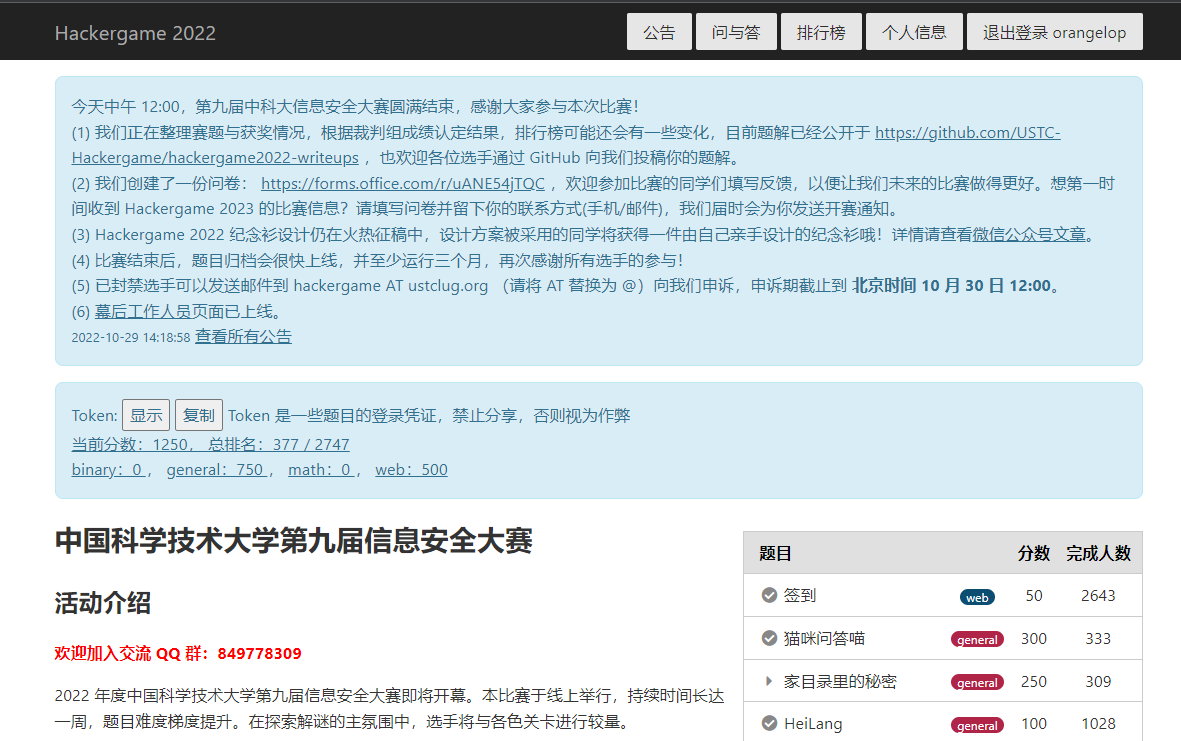 Hackergame 2022
公告 问与答 排行榜 个人信息 退出登录 orangelop
今天中午 12:00，第九届中科大信息安全大赛圆满结束，感谢大家参与本次比赛！
(1) 我们正在整理赛题与获奖情况，根据裁判组成绩认定结果，排行榜可能还会有一些变化，目前题解已经公开于 https://github.com/USTC-
Hackergame/hackergame2022-writeups ，也欢迎各位选手通过 GitHub 向我们投稿你的题解。
(2) 我们创建了一份问卷： https://forms.office.com/r/uANE54jTQC ，欢迎参加比赛的同学们填写反馈，以便让我们未来的比赛做得更好。想第一时
间收到 Hackergame 2023 的比赛信息？请填写问卷并留下你的联系方式(手机/邮件)，我们届时会为你发送开赛通知。
(3) Hackergame 2022 纪念衫设计仍在火热征稿中，设计方案被采用的同学将获得一件由自己亲手设计的纪念衫哦！详情请查看微信公众号文章。
(4) 比赛结束后，题目归档会很快上线，并至少运行三个月，再次感谢所有选手的参与！
(5) 已封禁选手可以发送邮件到 hackergame AT ustclug.org （请将 AT 替换为 @）向我们申诉，申诉期截止到 北京时间 10 月 30 日 12:00。
(6) 幕后工作人员页面已上线。
2022-10-29 14:18:58 查看所有公告
Token: 显示 复制 Token 是一些题目的登录凭证，禁止分享，否则视为作弊
当前分数：1250， 总排名：377 / 2747
binary：0 ， general：750 ， math：0 ， web：500
中国科学技术大学第九届信息安全大赛
活动介绍
欢迎加入交流 QQ 群：849778309
2022 年度中国科学技术大学第九届信息安全大赛即将开幕。本比赛于线上举行，持续时间长达
一周，题目难度梯度提升。在探索解谜的主氛围中，选手将与各色关卡进行较量。
题目 分数 完成人数
签到 web 50 2643
猫咪问答喵 general 300 333
家目录里的秘密 general 250 309
HeiLang general 100 1028